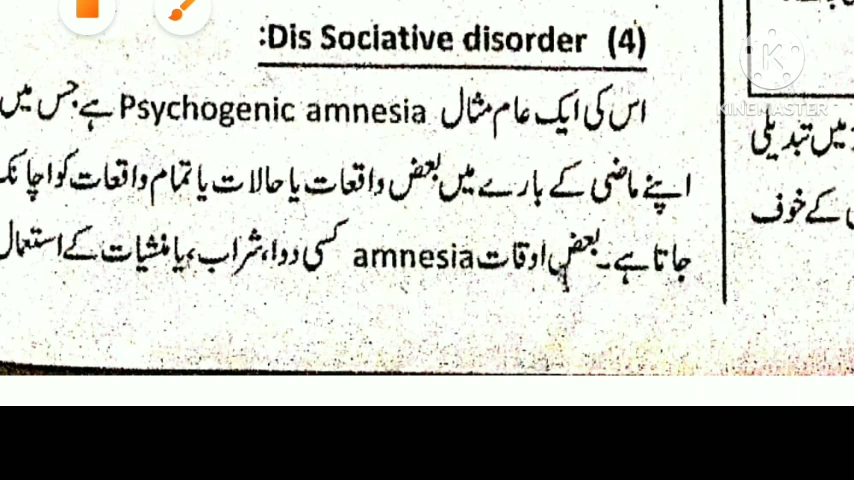 (4) Dis Sociative disorder:
اس کی ایک عام مثال Psychogenic amnesia ہے جس میں
اپنے ماضی کے بارے میں بعض واقعات یا حالات یا تمام واقعات کو اچانک
جاتا ہے۔ بعض اوقات amnesia کسی دوا، شراب، یا منشیات کے استعمال
میں تبدیلی
کے خوف
KINEMASTER